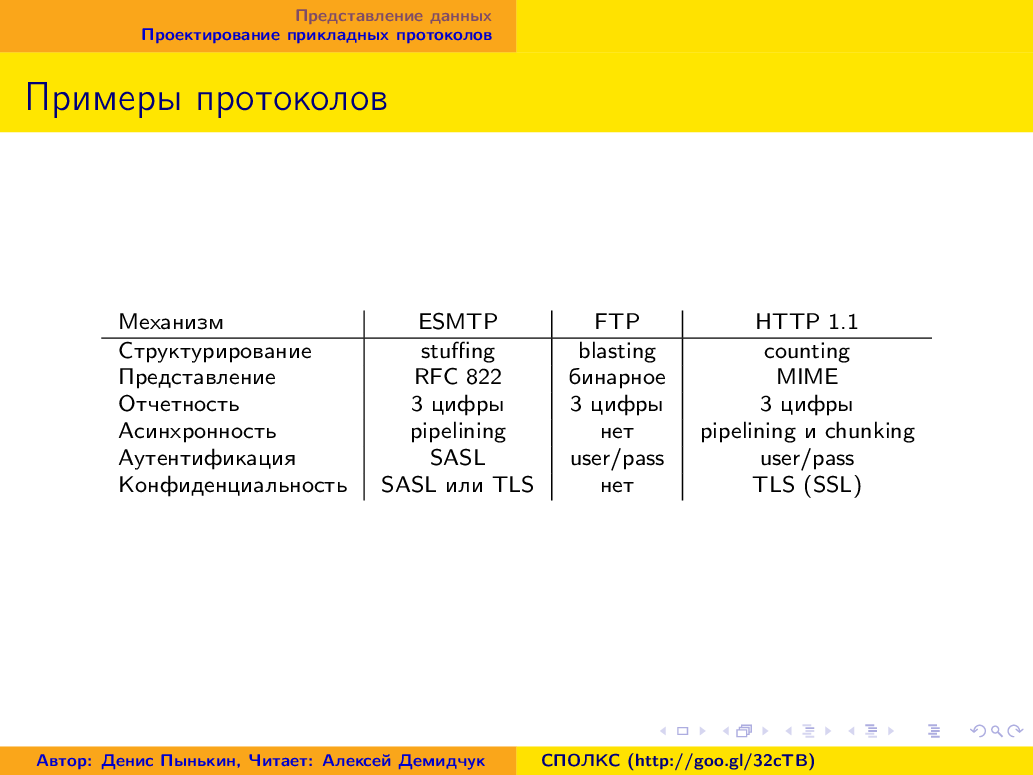 Представление данных
Проектирование прикладных протоколов
Примеры протоколов
Механизм ESMTP FTP HTTP 1.1
Структурирование stuffing blasting counting
Представление RFC 822 бинарное MIME
Отчетность 3 цифры 3 цифры 3 цифры
Асинхронность pipelining нет pipelining и chunking
Аутентификация SASL user/pass user/pass
Конфиденциальность SASL или TLS нет TLS (SSL)
Автор: Денис Пынькин, Читает: Алексей Демидчук СПОЛКС (http://goo.gl/32cTB)